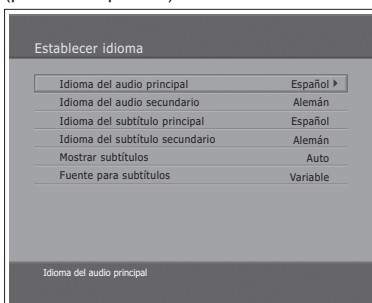 Establecer idioma
Idioma del audio principal Español
Idioma del audio secundario Alemán
Idioma del subtítulo principal Español
Idioma del subtítulo secundario Alemán
Mostrar subtítulos Auto
Fuente para subtítulos Variable
Idioma del audio principal